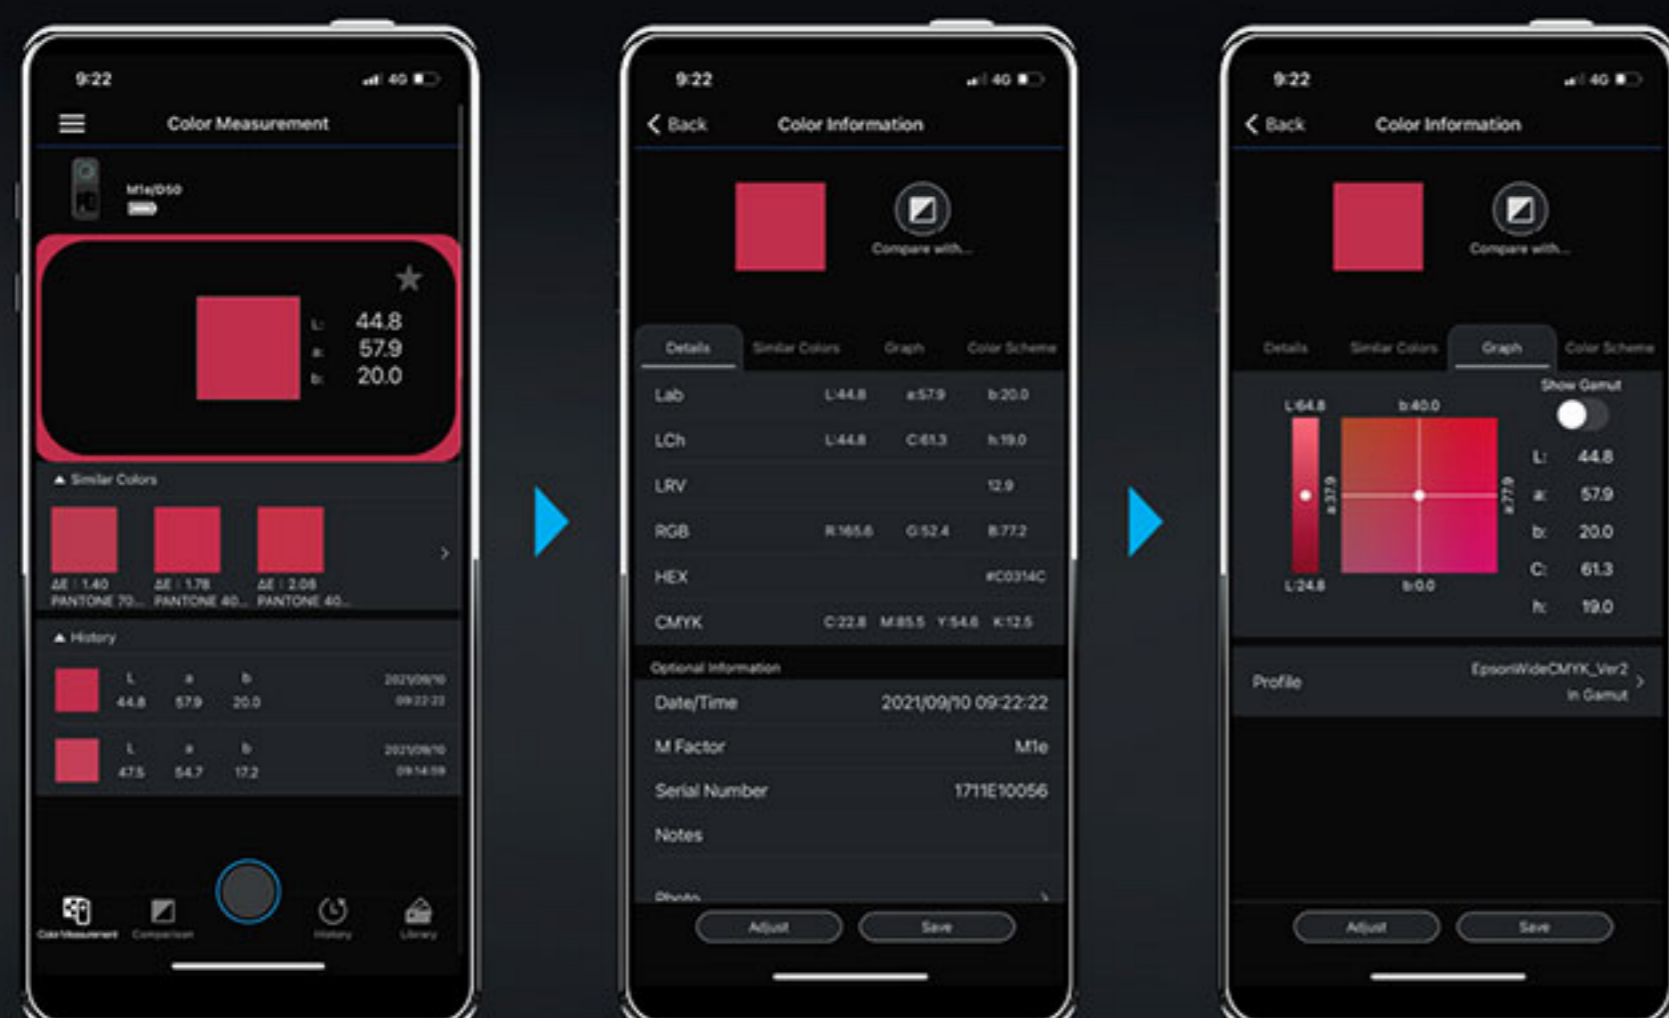 9:22
4G
Color Measurement
M1e/D50
L: 44.8
a: 57.9
b: 20.0
Similar Colors
ΔE : 1.40
PANTONE 70...
ΔE : 1.78
PANTONE 40...
ΔE : 2.08
PANTONE 40...
History
L a b 2021/09/10
44.8 57.9 20.0 09:22:22
L a b 2021/09/10
47.5 54.7 17.2 09:14:59
Color Measurement
Comparison
History
Library
9:22
4G
Back
Color Information
Compare with...
Details Similar Colors Graph Color Scheme
Lab L:44.8 a:57.9 b:20.0
LCh L:44.8 C:61.3 h:19.0
LRV 12.9
RGB R:165.6 G:52.4 B:77.2
HEX #C0314C
CMYK C:22.8 M:85.5 Y:54.6 K:12.5
Optional Information
Date/Time 2021/09/10 09:22:22
M Factor M1e
Serial Number 1711E10056
Notes
Photo
Adjust
Save
9:22
4G
Back
Color Information
Compare with...
Details Similar Colors Graph Color Scheme
Show Gamut
L:64.8
b:40.0
a:37.9
a:77.9
L:24.8
b:0.0
L: 44.8
a: 57.9
b: 20.0
C: 61.3
h: 19.0
Profile
EpsonWideCMYK_Ver2
In Gamut
Adjust
Save